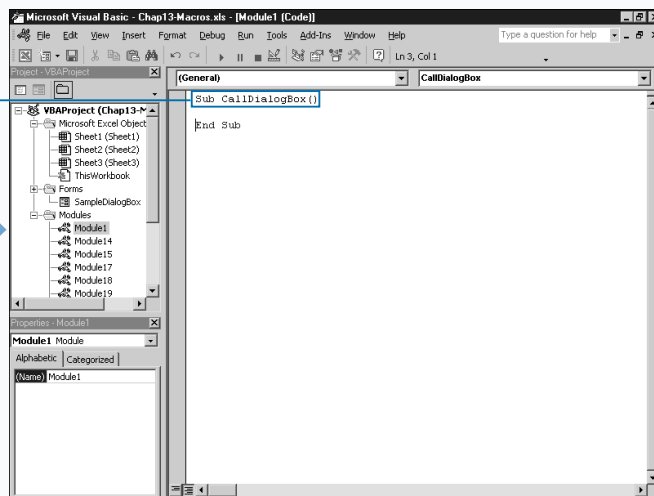 Microsoft Visual Basic - Chap13-Macros.xls - [Module1 (Code)]
File Edit View Insert Format Debug Run Tools Add-Ins Window Help Type a question for help
Ln 3, Col 1
Project - VBAProject
(General) CallDialogBox
VBAProject (Chap13-M
Microsoft Excel Object
Sheet1 (Sheet1)
Sheet2 (Sheet2)
Sheet3 (Sheet3)
ThisWorkbook
Forms
SampleDialogBox
Modules
Module1
Module14
Module15
Module17
Module18
Module19
Sub CallDialogBox()
End Sub
Properties - Module1
Module1 Module
Alphabetic Categorized
(Name) Module1